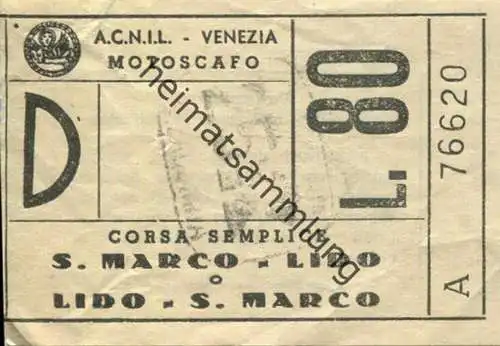 A.C.N.I.L. - VENEZIA
MOTOSCAFO
D
L. 80
A 76620
CORSA SEMPLICE
S. MARCO - LIDO
O
LIDO - S. MARCO
heimatsammlung